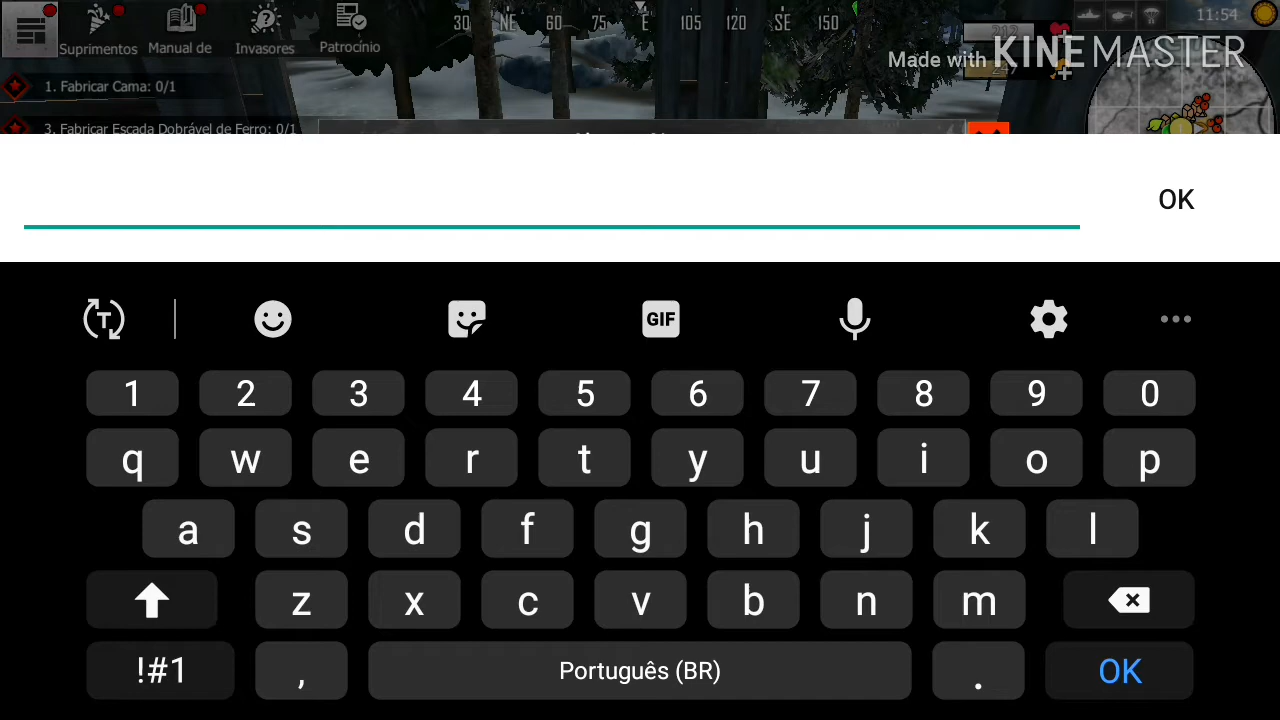 30 NE 60 75 E 105 120 SE 150
11:54
Suprimentos Manual de Invasores Patrocínio
Made with KINEMASTER
1. Fabricar Cama: 0/1
3. Fabricar Escada Dobrável de Ferro: 0/1
OK
T GIF
1 2 3 4 5 6 7 8 9 0
q w e r t y u i o p
a s d f g h j k l
z x c v b n m
!#1 , Português (BR) . OK